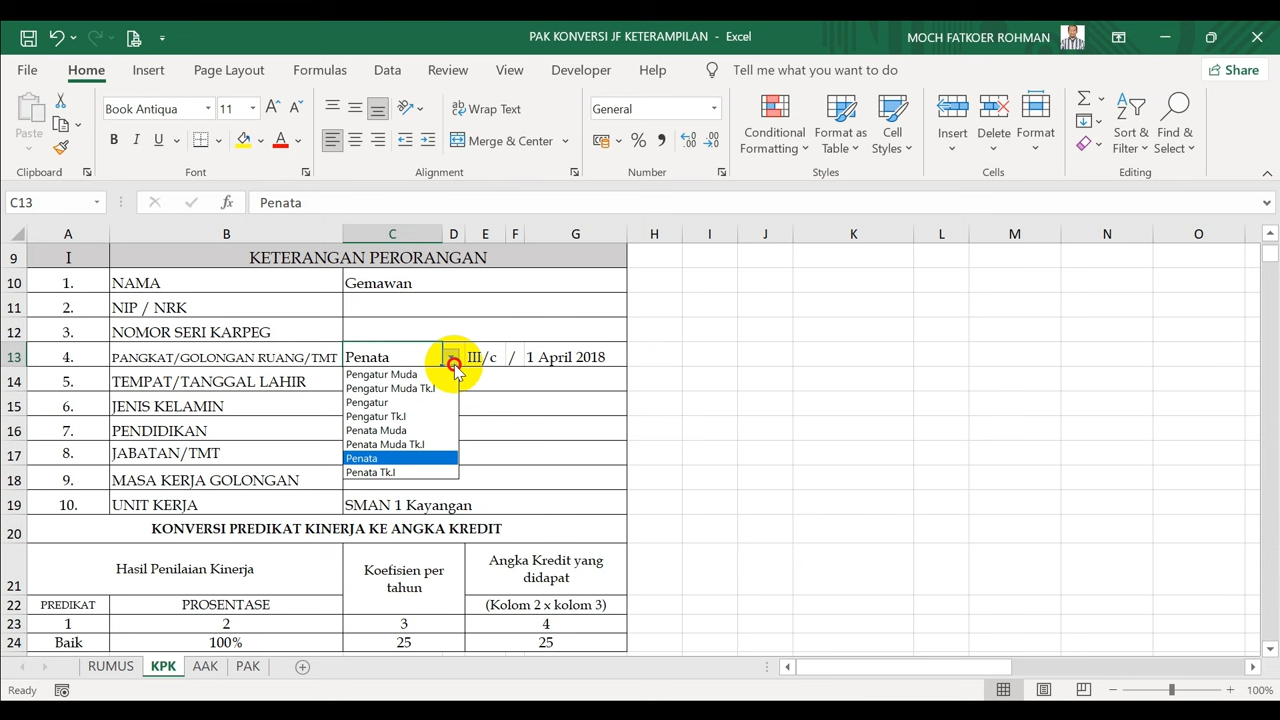 PAK KONVERSI JF KETERAMPILAN - Excel
MOCH FATKOER ROHMAN
File Home Insert Page Layout Formulas Data Review View Developer Help Tell me what you want to do Share
Book Antiqua 11
Wrap Text
General
Paste
B I U
Merge & Center
% ,
Conditional Formatting
Format as Table
Cell Styles
Insert Delete Format
Sort & Filter
Find & Select
Clipboard Font Alignment Number Styles Cells Editing
C13 fx Penata
A B C D E F G H I J K L M N O
9 I KETERANGAN PERORANGAN
10 1. NAMA Gemawan
11 2. NIP / NRK
12 3. NOMOR SERI KARPEG
13 4. PANGKAT/GOLONGAN RUANG/TMT Penata III/c / 1 April 2018
14 5. TEMPAT/TANGGAL LAHIR
15 6. JENIS KELAMIN
16 7. PENDIDIKAN
17 8. JABATAN/TMT
18 9. MASA KERJA GOLONGAN
19 10. UNIT KERJA SMAN 1 Kayangan
Pengatur Muda
Pengatur Muda Tk.I
Pengatur
Pengatur Tk.I
Penata Muda
Penata Muda Tk.I
Penata
Penata Tk.I
20 KONVERSI PREDIKAT KINERJA KE ANGKA KREDIT
21 Hasil Penilaian Kinerja
Koefisien per tahun
Angka Kredit yang didapat
22 PREDIKAT PROSENTASE (Kolom 2 x kolom 3)
23 1 2 3 4
24 Baik 100% 25 25
RUMUS KPK AAK PAK
Ready 100%